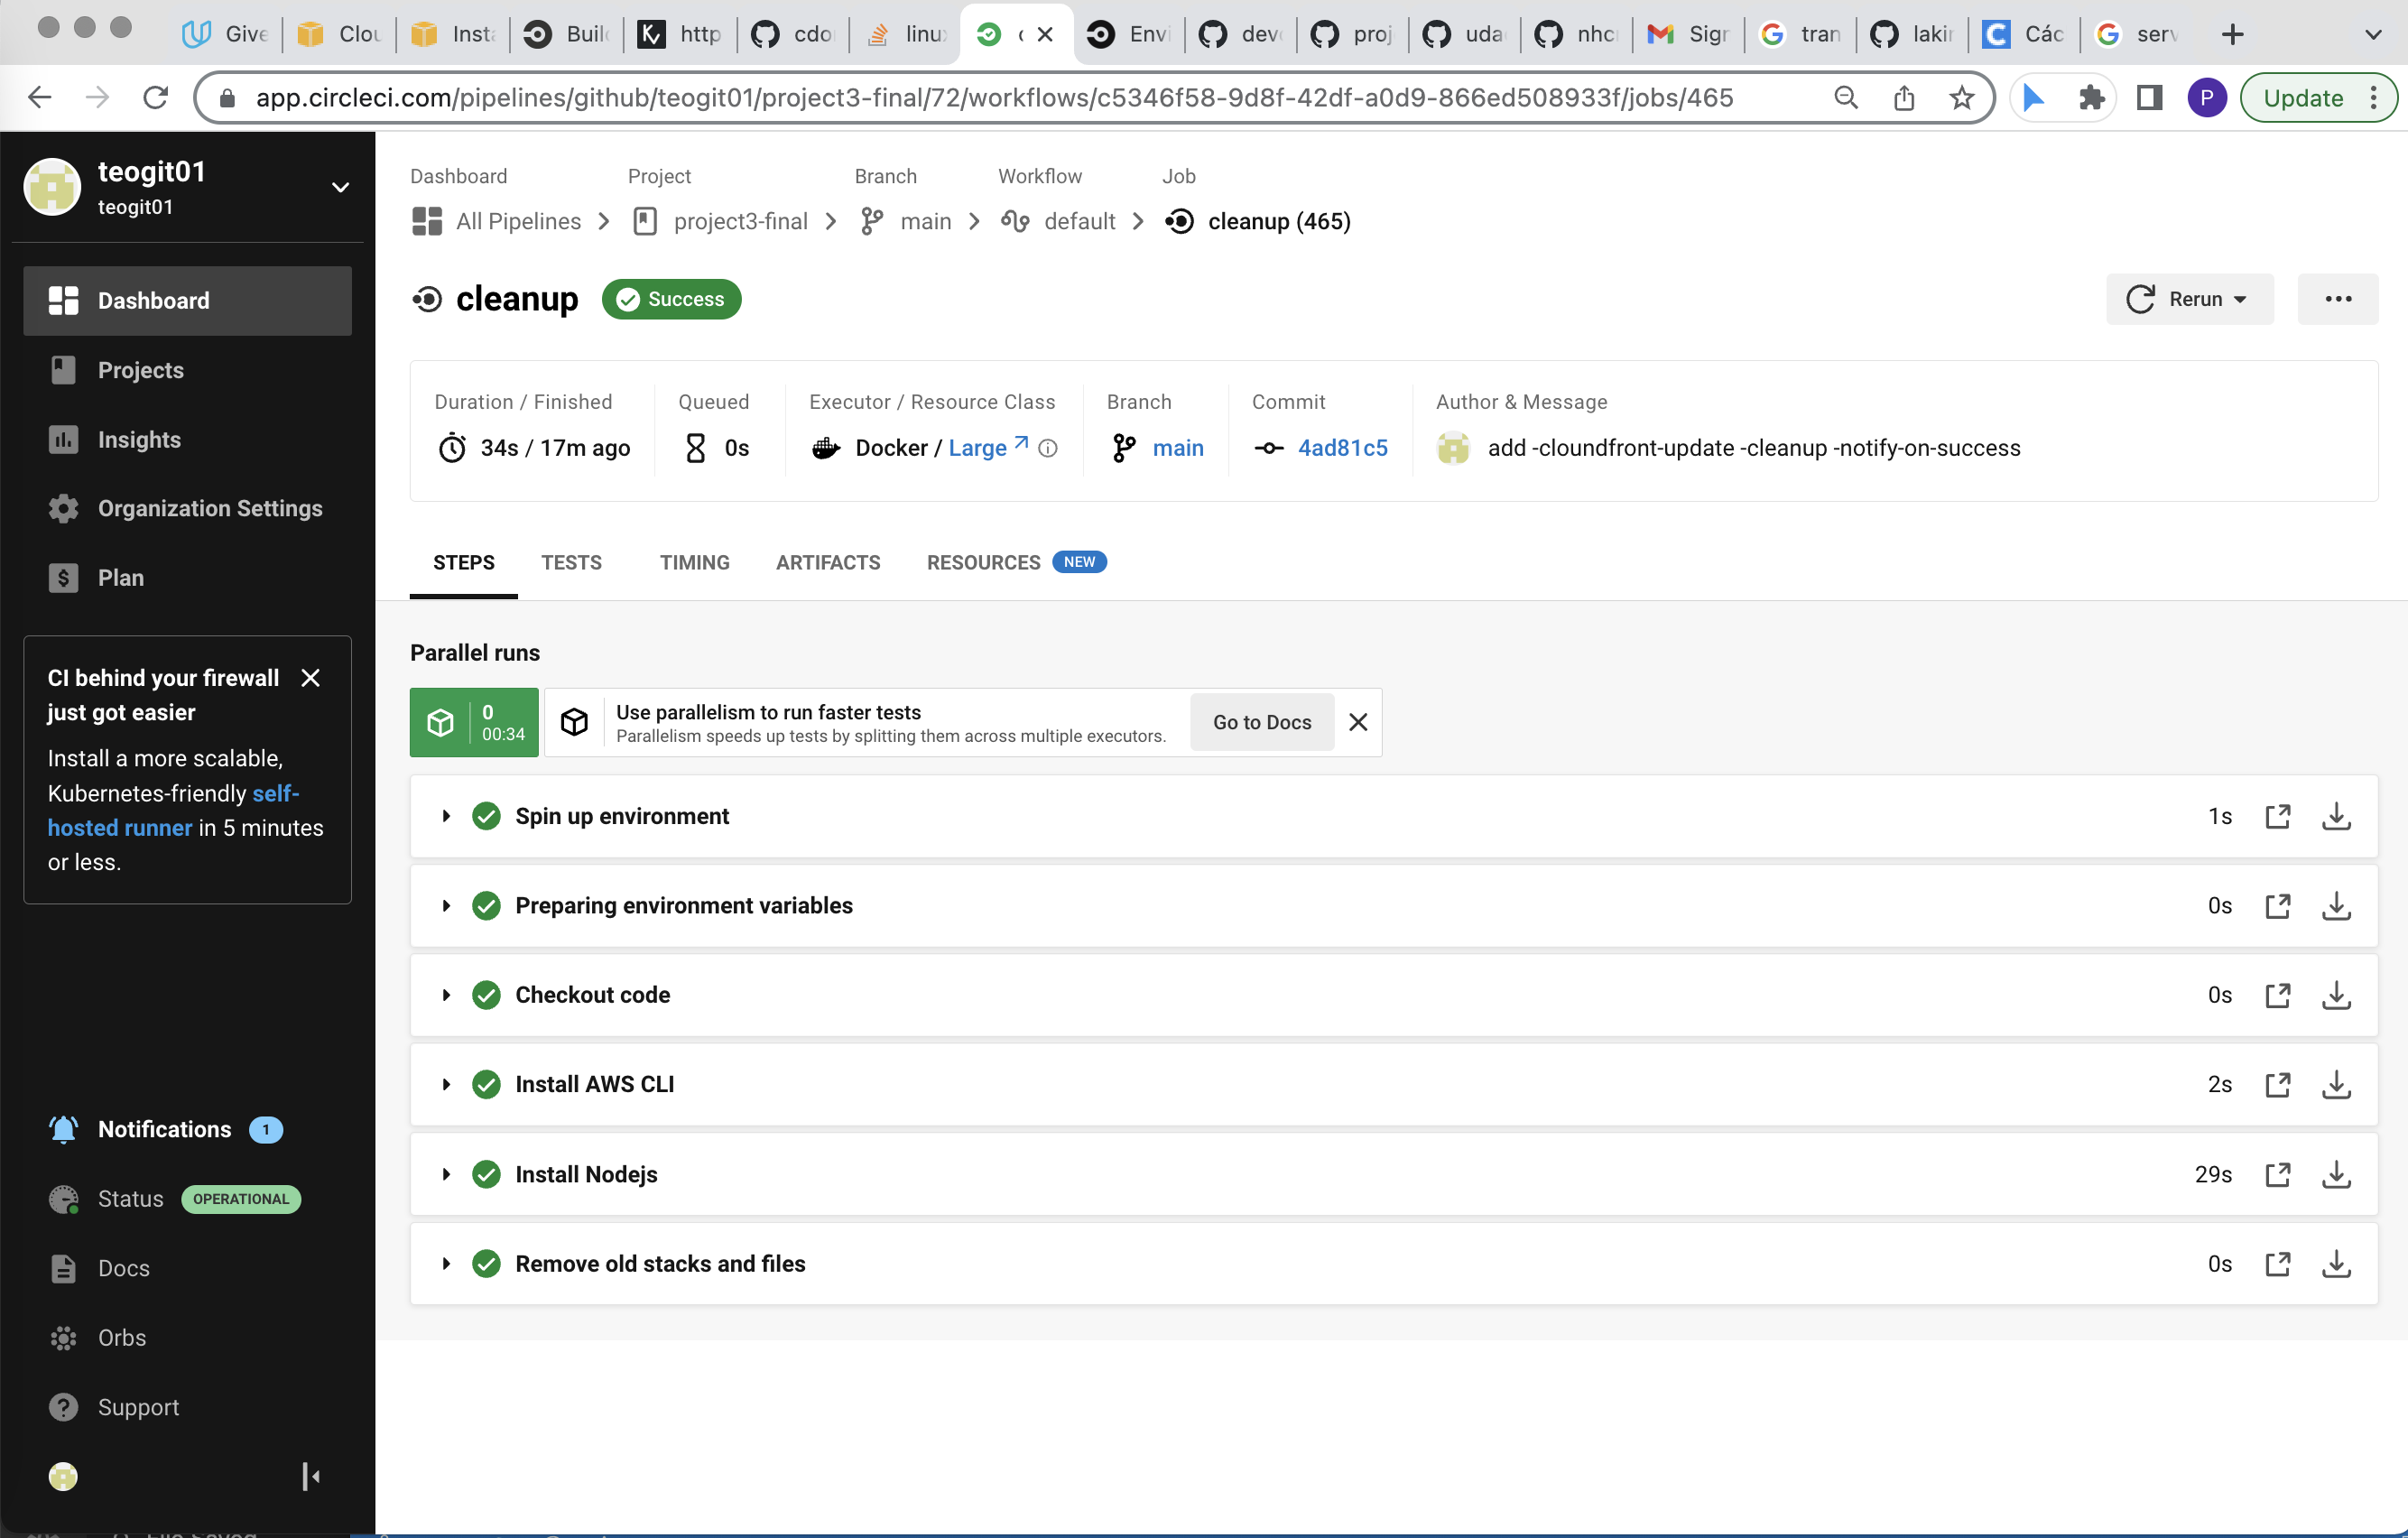 Give
Clou
Insta
Build
http
cdo
linux
Envi
dev
proj
uda
nhc
Sign
tran
lakin
Các
serv
app.circleci.com/pipelines/github/teogit01/project3-final/72/workflows/c5346f58-9d8f-42df-a0d9-866ed508933f/jobs/465
P
Update
teogit01
teogit01
Dashboard
Projects
Insights
Organization Settings
Plan
CI behind your firewall
just got easier
Install a more scalable,
Kubernetes-friendly self-
hosted runner in 5 minutes
or less.
Notifications 1
Status OPERATIONAL
Docs
Orbs
Support
Dashboard Project Branch Workflow Job
All Pipelines project3-final main default cleanup (465)
cleanup Success
Rerun
Duration / Finished Queued Executor / Resource Class Branch Commit Author & Message
34s / 17m ago 0s Docker / Large main 4ad81c5 add -cloundfront-update -cleanup -notify-on-success
STEPS TESTS TIMING ARTIFACTS RESOURCES NEW
Parallel runs
0
00:34
Use parallelism to run faster tests
Parallelism speeds up tests by splitting them across multiple executors.
Go to Docs
Spin up environment 1s
Preparing environment variables 0s
Checkout code 0s
Install AWS CLI 2s
Install Nodejs 29s
Remove old stacks and files 0s